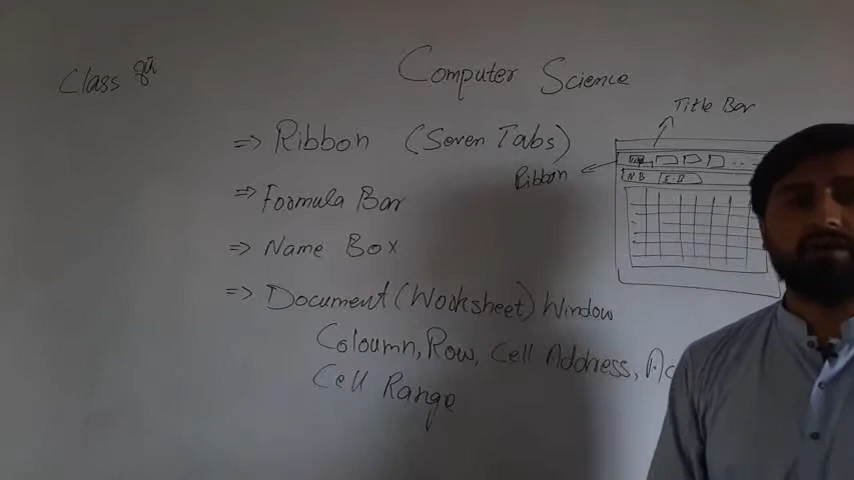 Class 8th
Computer Science
Title Bar
=> Ribbon (Seven Tabs)
Ribbon
N B
=> Formula Bar
=> Name Box
=> Document (Worksheet) Window
Coloumn, Row, Cell Address,
Cell Range